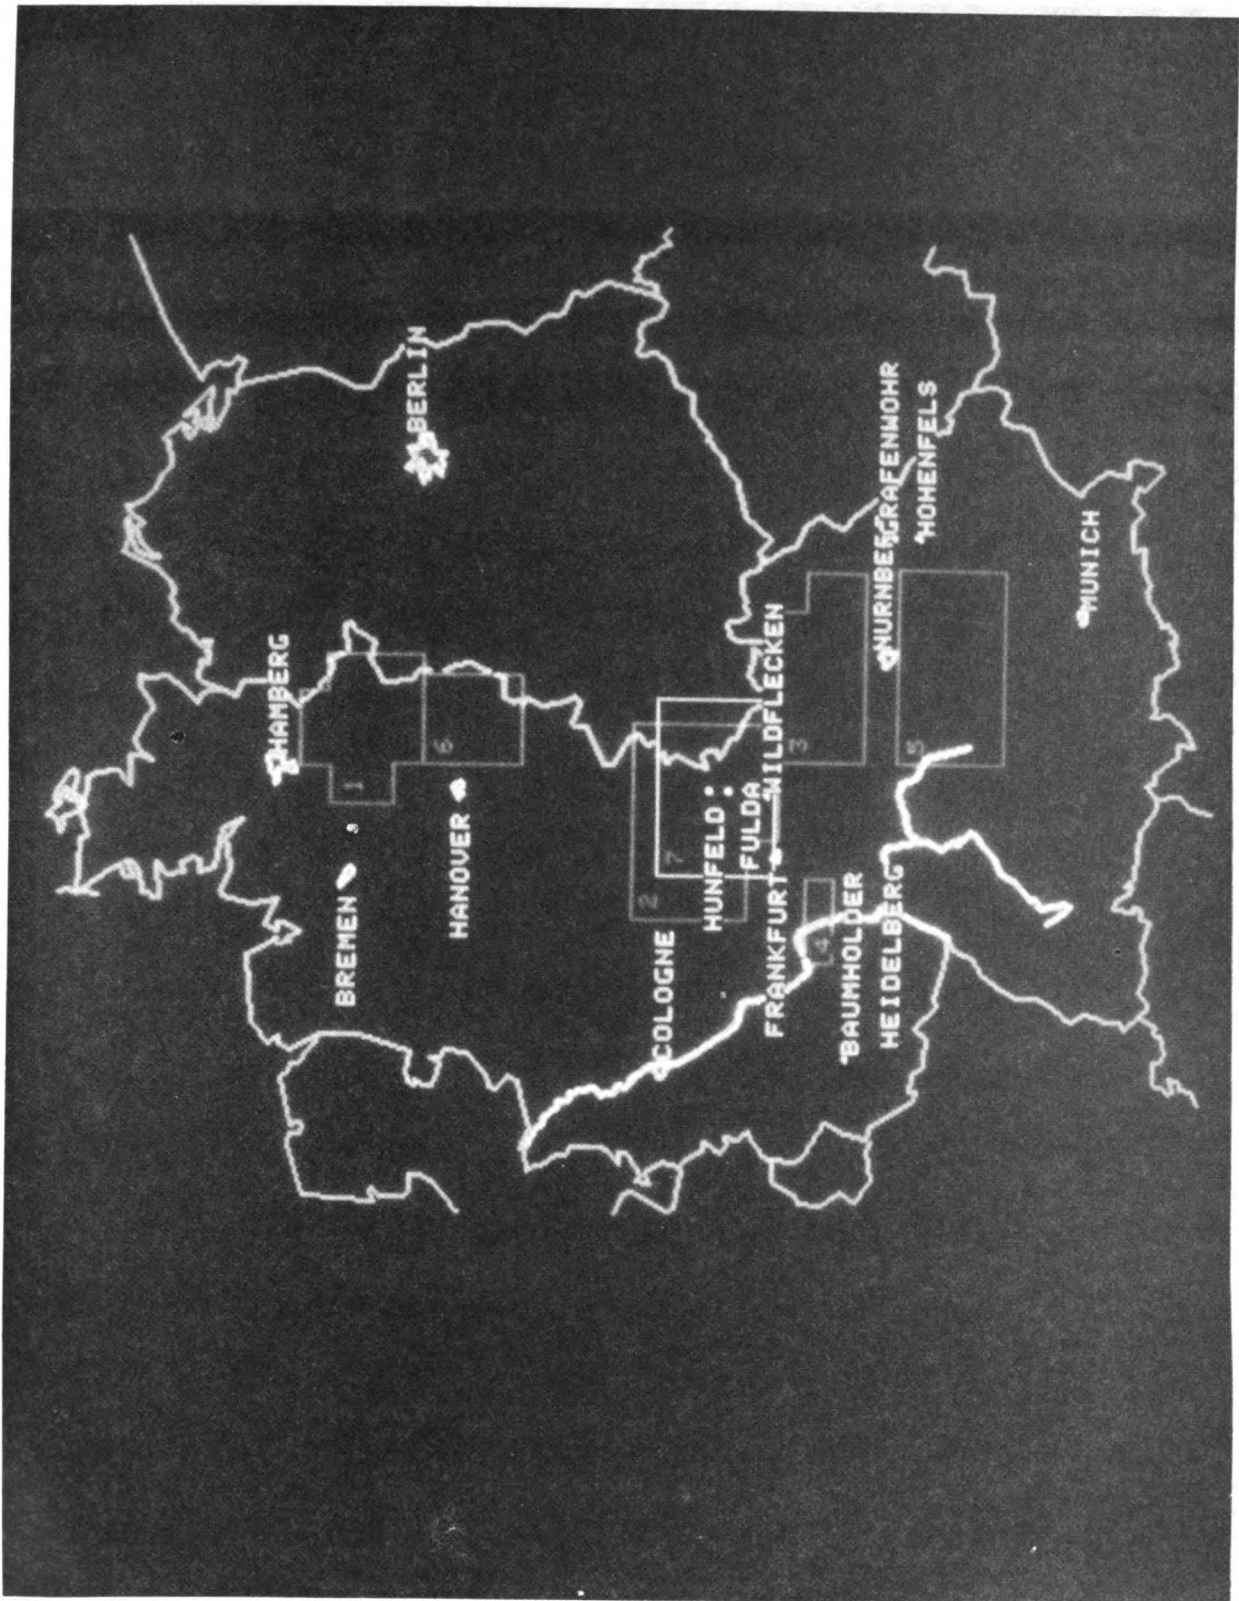 HAMBERG
BERLIN
1
BREMEN
6
HANOVER
2
7
COLOGNE
HUNFELD
FULDA
WILDFLECKEN
FRANKFURT
3
4
BAUMHOLDER
HEIDELBERG
NURNBERG
GRAFENWOHR
HOHENFELS
5
MUNICH